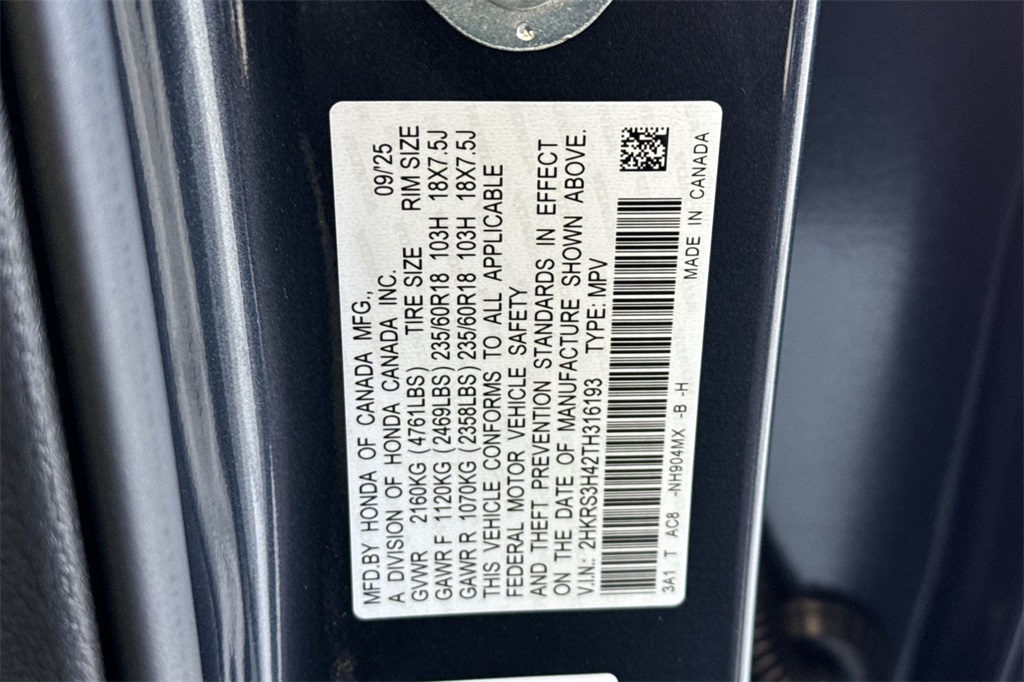 MFD.BY HONDA OF CANADA MFG.,
A DIVISION OF HONDA CANADA INC. 09/'25
GVWR 2160KG (4761LBS) TIRE SIZE RIM SIZE
GAWR F 1120KG (2469LBS) 235/60R18 103H 18X7.5J
GAWR R 1070KG (2358LBS) 235/60R18 103H 18X7.5J
THIS VEHICLE CONFORMS TO ALL APPLICABLE
FEDERAL MOTOR VEHICLE SAFETY
AND THEFT PREVENTION STANDARDS IN EFFECT
ON THE DATE OF MANUFACTURE SHOWN ABOVE.
V.I.N.: 2HKRS3H42TH316193 TYPE: MPV
3A1 T AC8 -NH904MX -B -H MADE IN CANADA